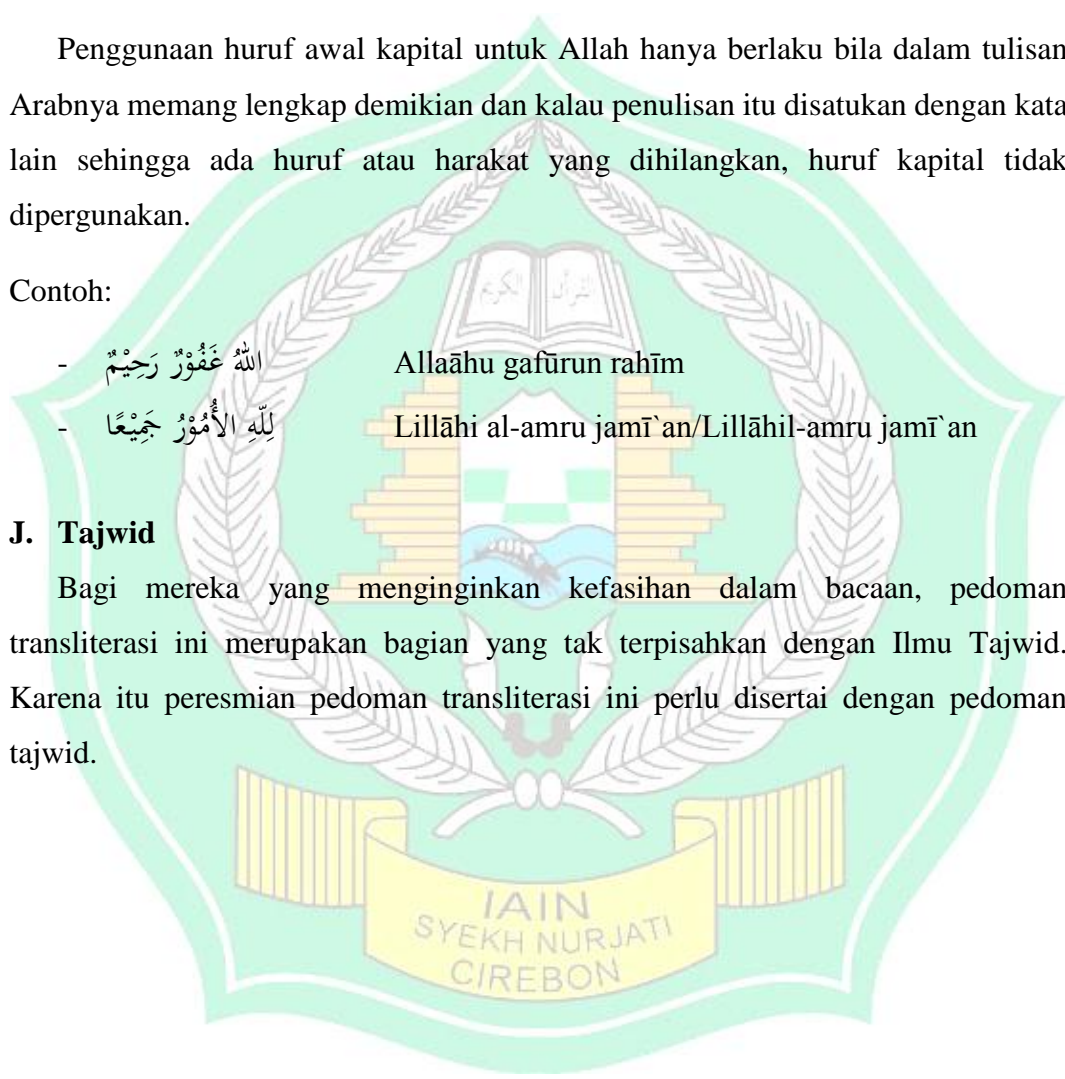 Penggunaan huruf awal kapital untuk Allah hanya berlaku bila dalam tulisan
Arabnya memang lengkap demikian dan kalau penulisan itu disatukan dengan kata
lain sehingga ada huruf atau harakat yang dihilangkan, huruf kapital tidak
dipergunakan.
Contoh:
- اللهُ غَفُوْرٌ رَحِيْمٌ Allaāhu gafūrun rahīm
- لِلّهِ الأُمُوْرُ جَمِيْعًا Lillāhi al-amru jamī`an/Lillāhil-amru jamī`an
J. Tajwid
Bagi mereka yang menginginkan kefasihan dalam bacaan, pedoman
transliterasi ini merupakan bagian yang tak terpisahkan dengan Ilmu Tajwid.
Karena itu peresmian pedoman transliterasi ini perlu disertai dengan pedoman
tajwid.
القرآن الكريم
IAIN
SYEKH NURJATI
CIREBON